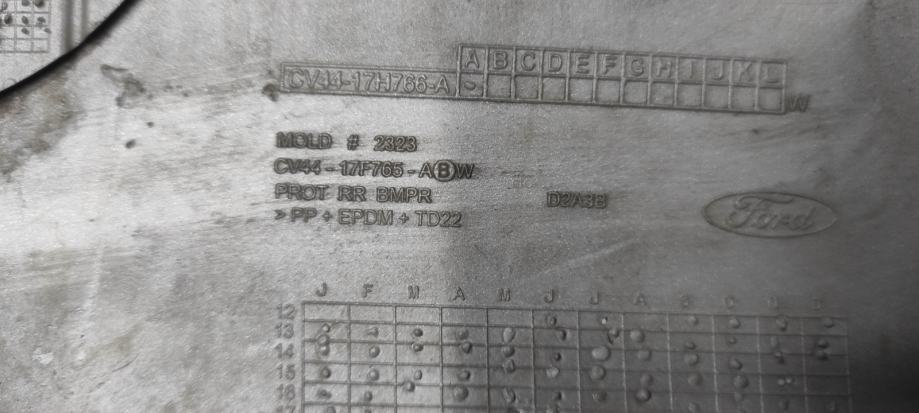 A B C D E F G H I J K L
CV44-17H766-A
W
MOLD # 2323
CV44-17F765-ABW
PROT RR BMPR D2A3B
>PP + EPDM + TD22
Ford
J F M A M J J A S O N D
12
13
14
15
16
17